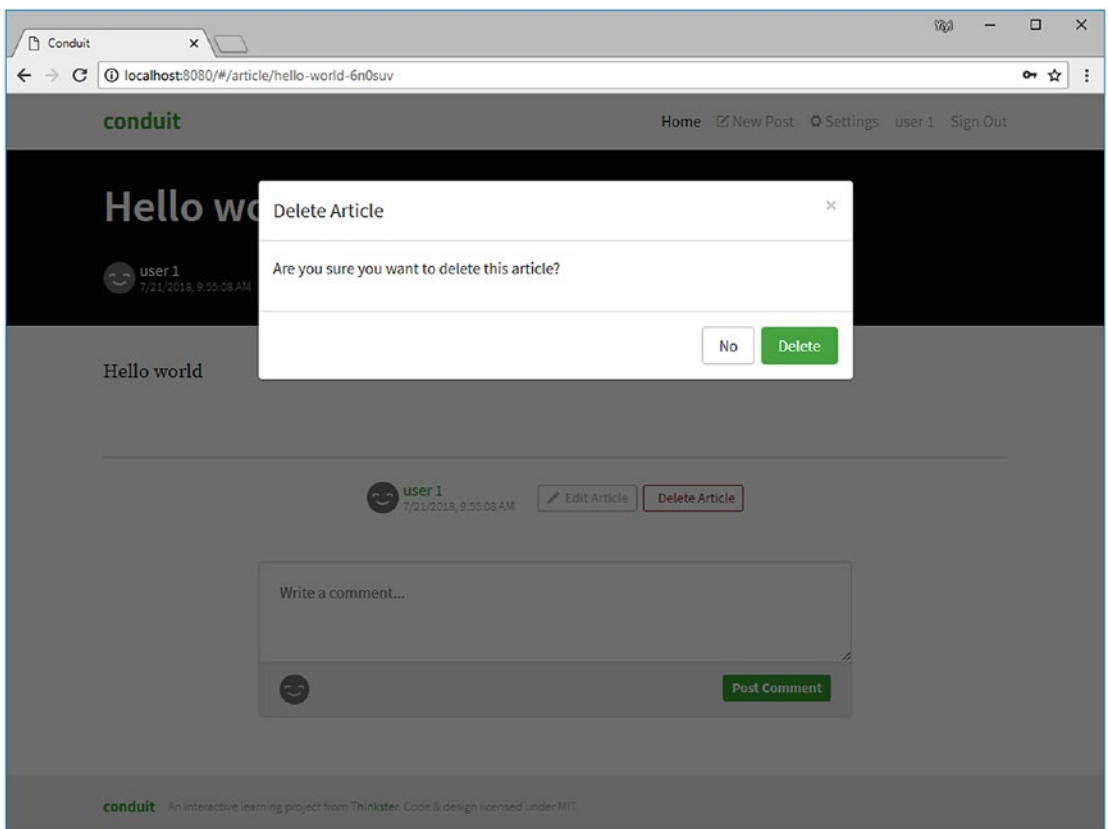 Conduit
localhost:8080/#/article/hello-world-6n0suv
conduit
Home New Post Settings user 1 Sign Out
Hello wo
Delete Article
Are you sure you want to delete this article?
user 1
7/21/2018, 9:55:08 AM
No Delete
Hello world
user 1
7/21/2018, 9:55:08 AM
Edit Article Delete Article
Write a comment...
Post Comment
conduit An interactive learning project from Thinkster. Code & design licensed under MIT.